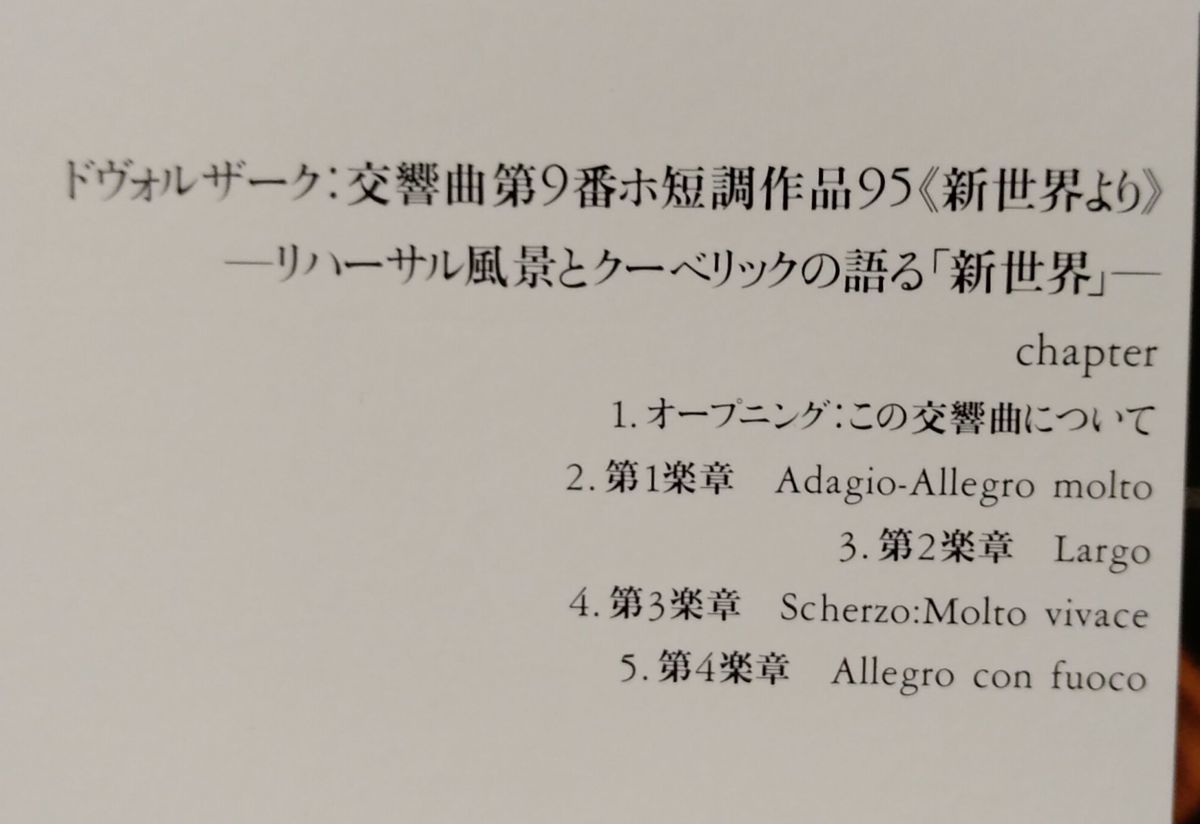 ドヴォルザーク:交響曲第9番ホ短調作品95《新世界より》
―リハーサル風景とクーベリックの語る「新世界」―
chapter
1.オープニング:この交響曲について
2.第1楽章　Adagio-Allegro molto
3.第2楽章　Largo
4.第3楽章　Scherzo:Molto vivace
5.第4楽章　Allegro con fuoco